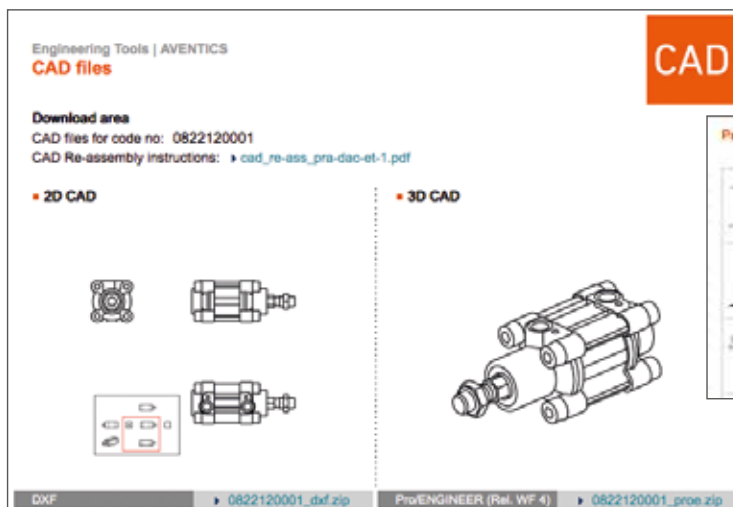 Engineering Tools | AVENTICS
CAD files
CAD
Download area
CAD files for code no: 0822120001
CAD Re-assembly instructions: cad_re-ass_pra-dac-et-1.pdf
2D CAD
3D CAD
DXF
0822120001_dxf.zip
Pro/ENGINEER (Rel. WF 4)
0822120001_proe.zip